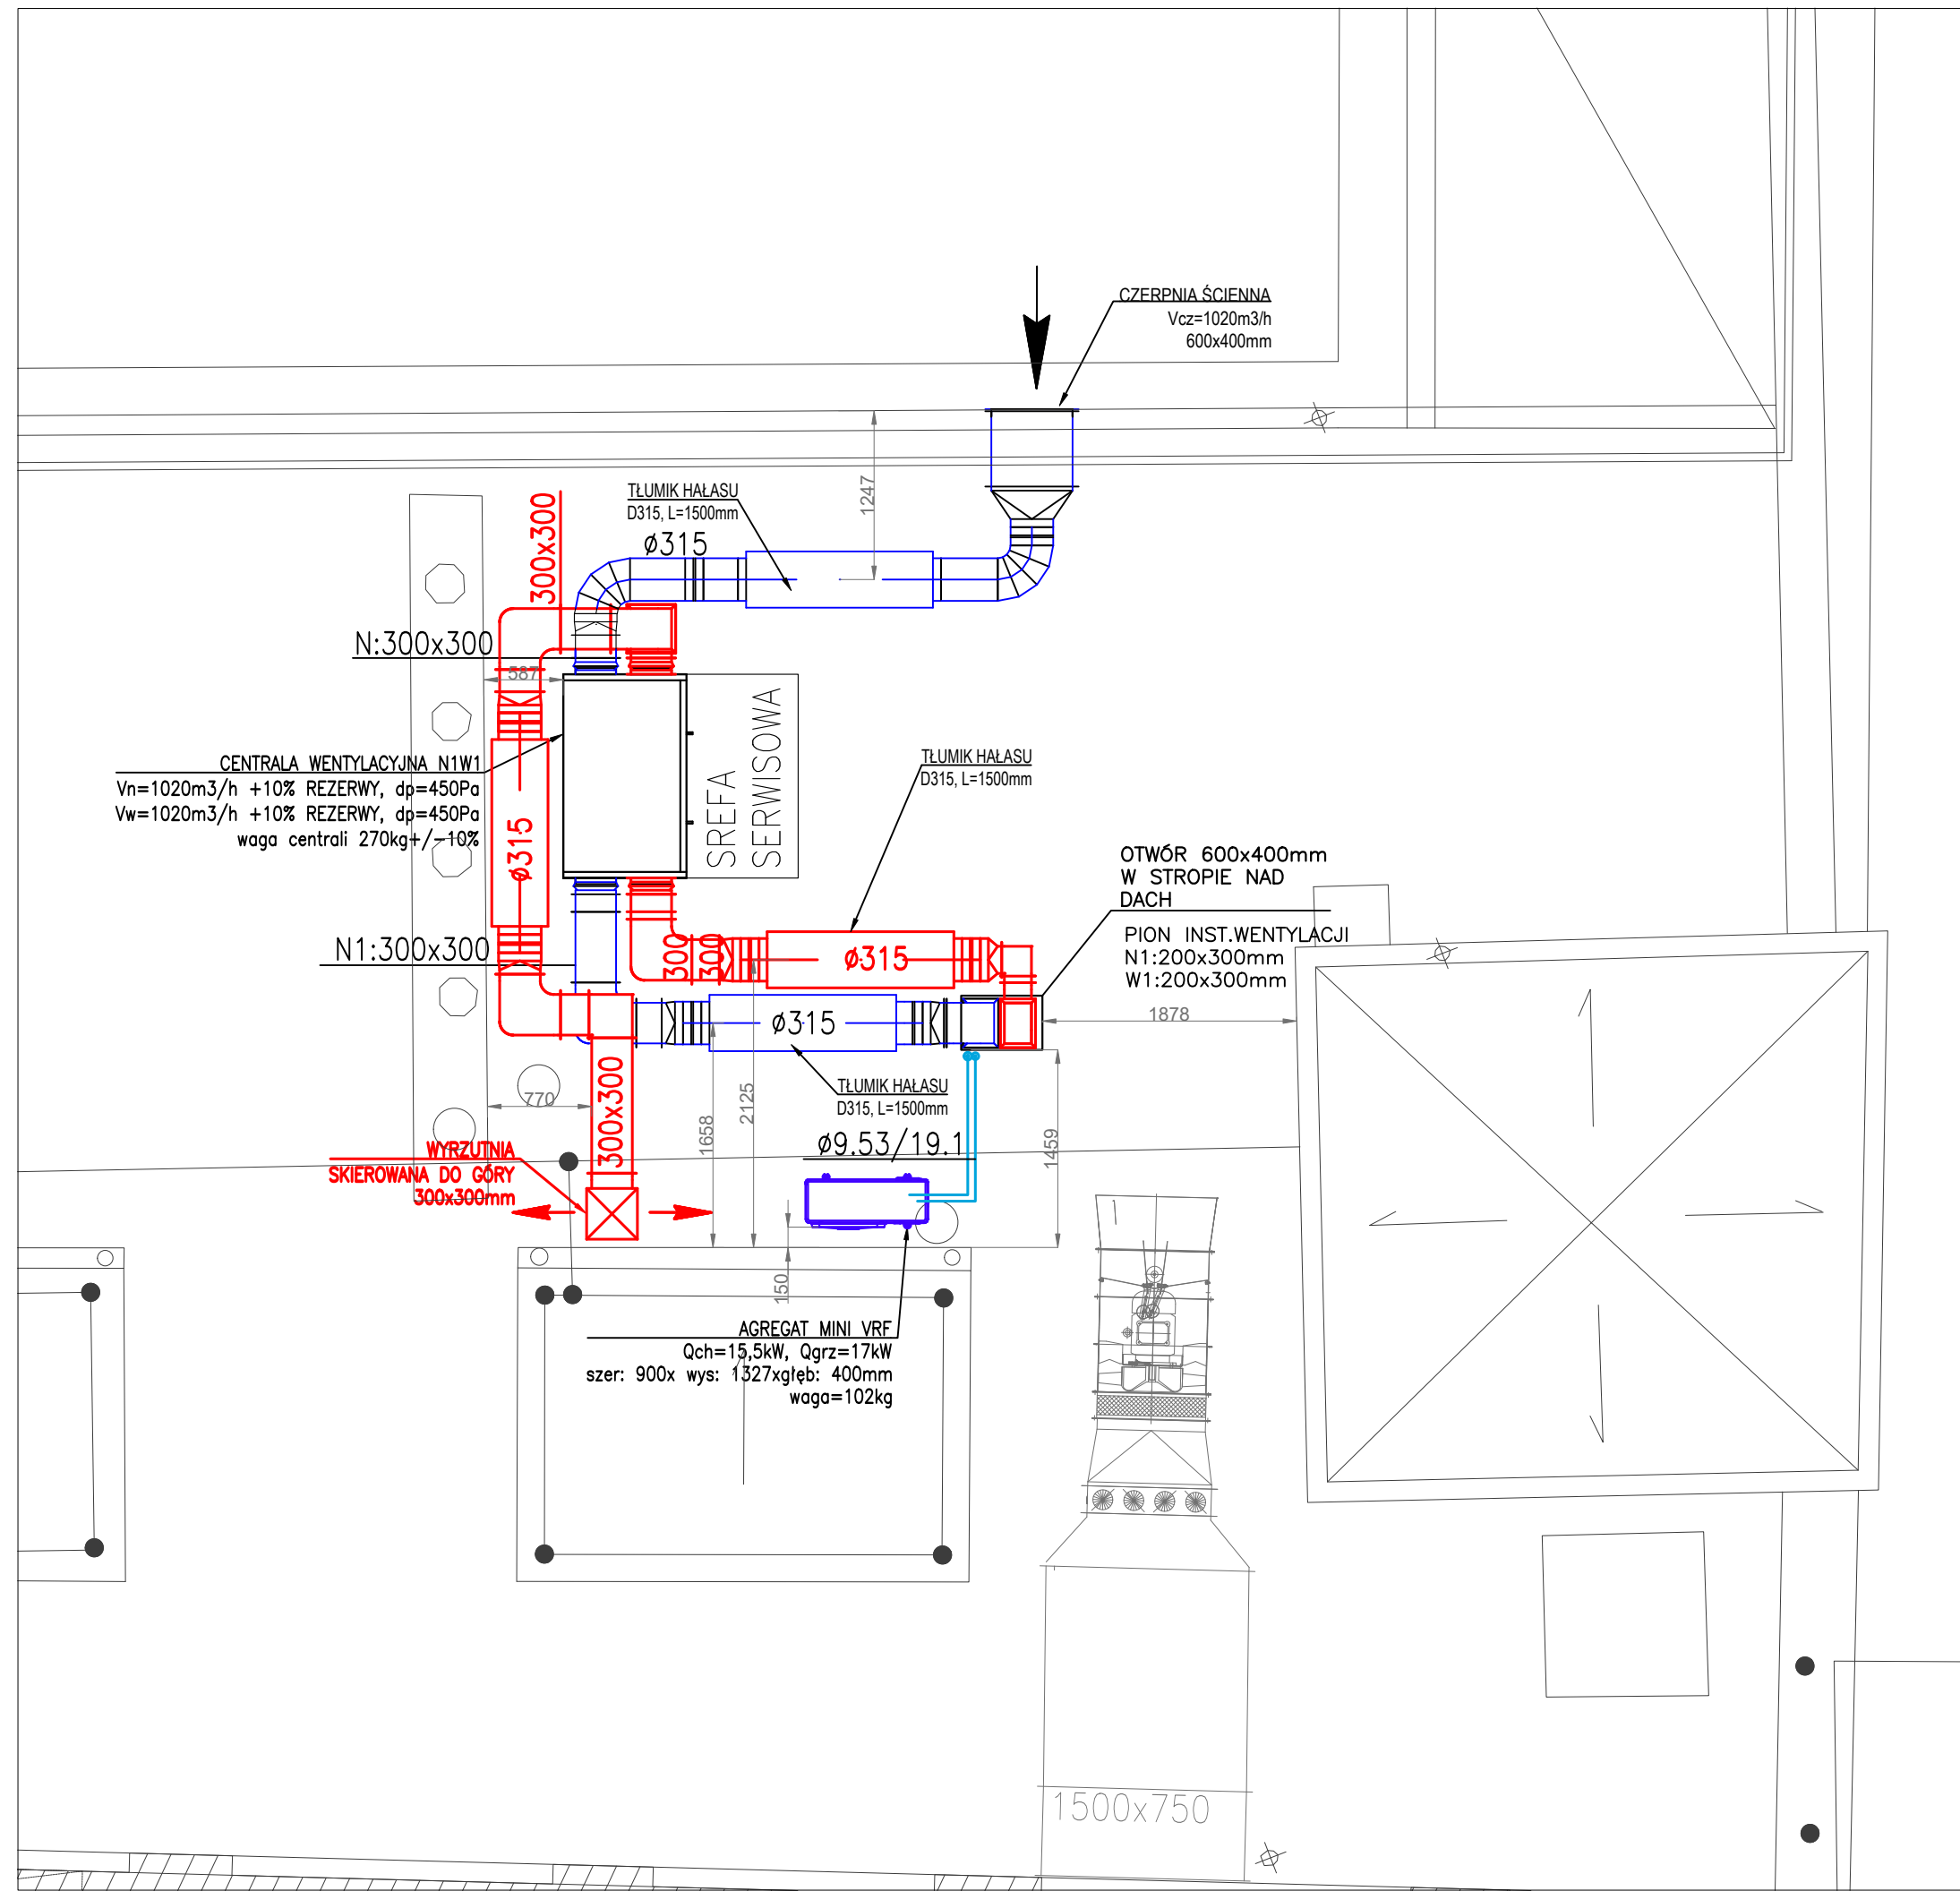 CZERPNIA ŚCIENNA
Vcz=1020m3/h
600x400mm
1247
TŁUMIK HAŁASU
D315, L=1500mm
ø315
300x300
N:300x300
587
CENTRALA WENTYLACYJNA N1W1
Vn=1020m3/h +10% REZERWY, dp=450Pa
Vw=1020m3/h +10% REZERWY, dp=450Pa
waga centrali 270kg+/-10%
ø315
SREFA
SERWISOWA
TŁUMIK HAŁASU
D315, L=1500mm
OTWÓR 600x400mm
W STROPIE NAD
DACH
PION INST.WENTYLACJI
N1:200x300mm
W1:200x300mm
N1:300x300
300
300
ø315
ø315
1878
TŁUMIK HAŁASU
D315, L=1500mm
ø9.53/19.1
770
300x300
1658
2125
1459
WYRZUTNIA
SKIEROWANA DO GÓRY
300x300mm
150
AGREGAT MINI VRF
Qch=15,5kW, Qgrz=17kW
szer: 900x wys: 1327xgłęb: 400mm
waga=102kg
1500x750